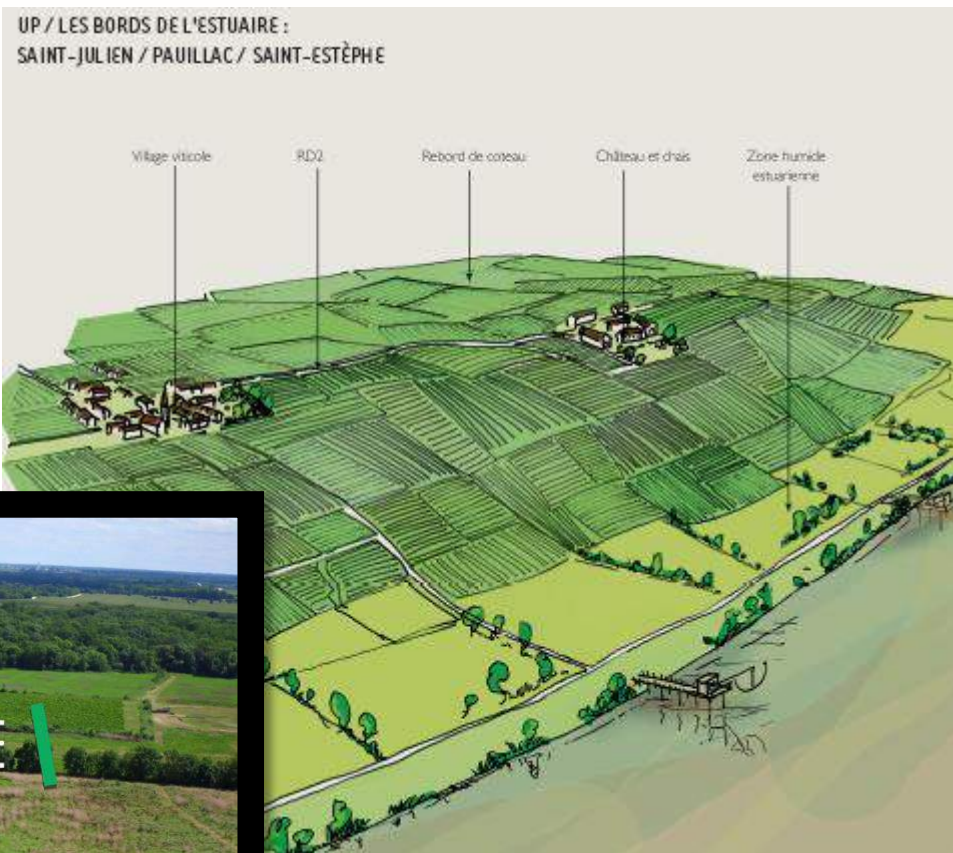 UP / LES BORDS DE L'ESTUAIRE :
SAINT-JULIEN / PAUILLAC / SAINT-ESTÈPHE
Village viticole
RD2
Rebord de coteau
Château et chais
Zone humide
estuarienne
E